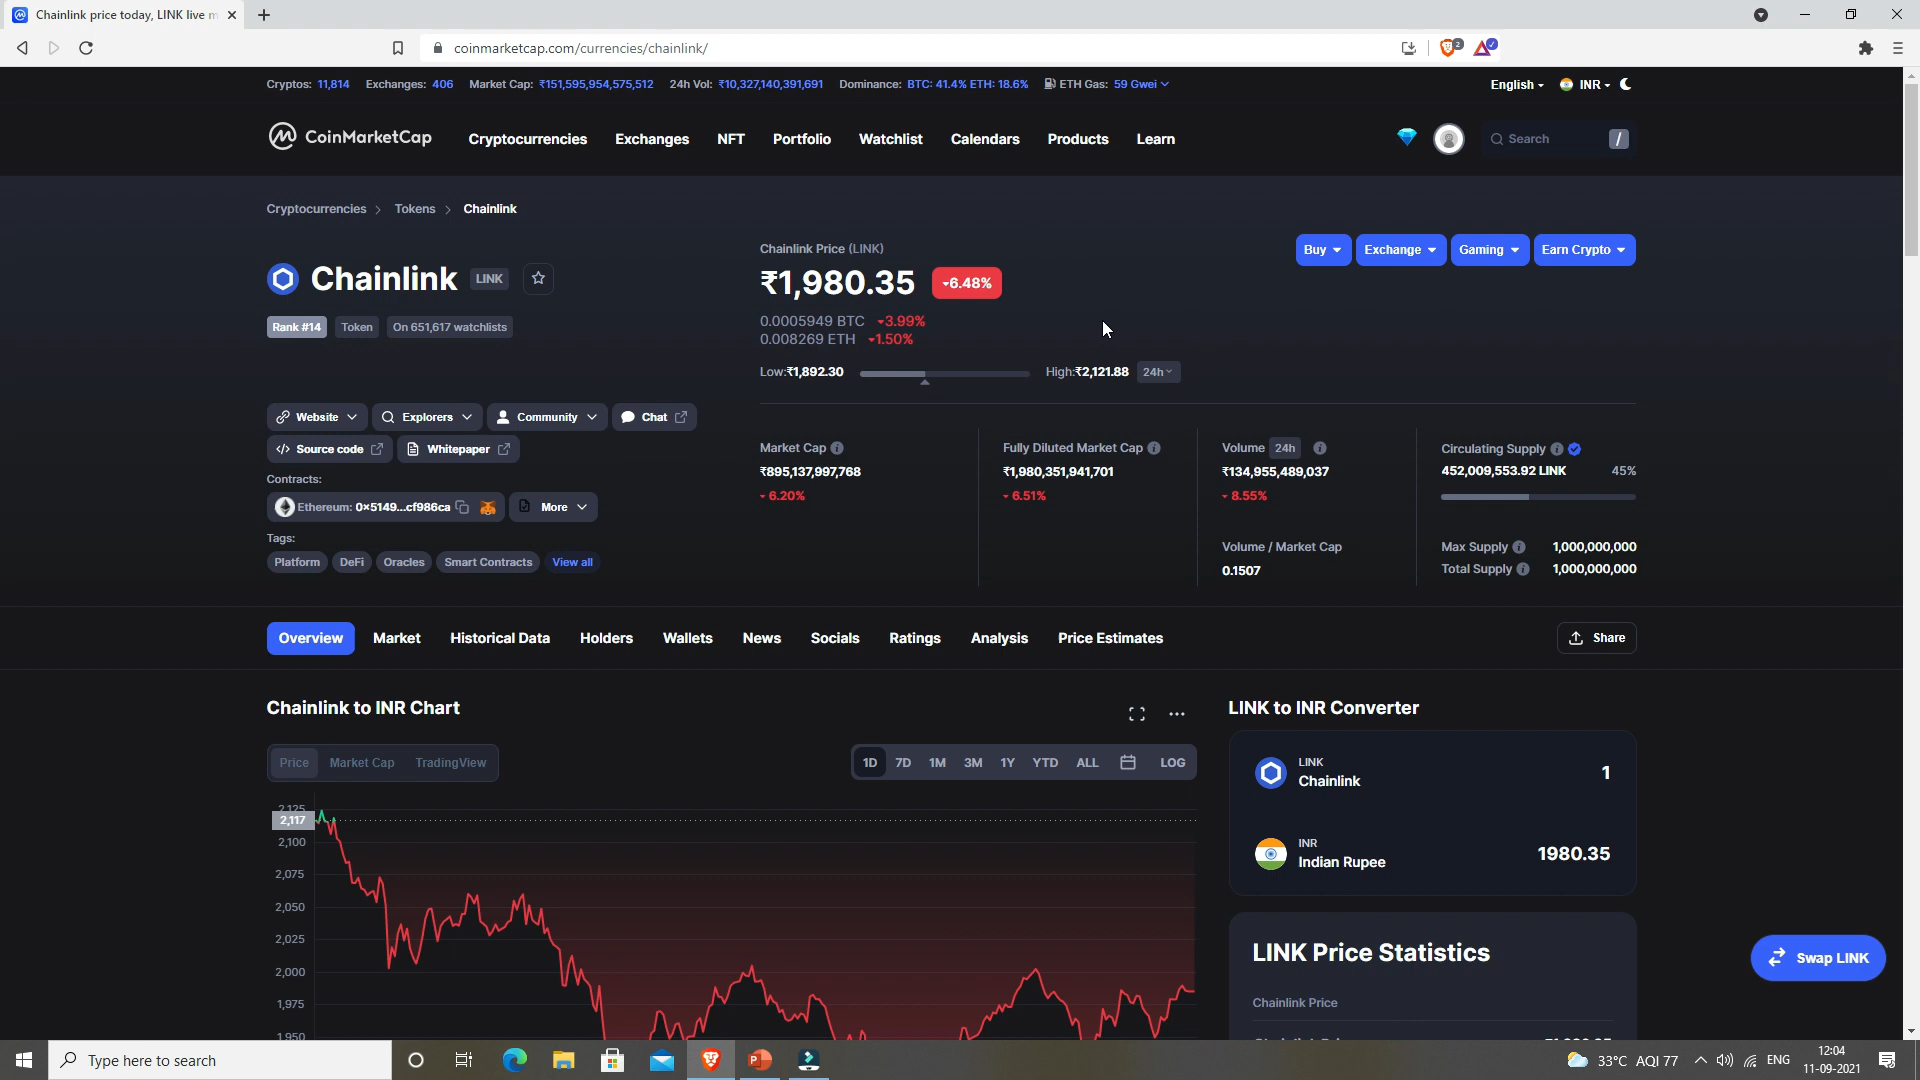 Chainlink price today, LINK live m
coinmarketcap.com/currencies/chainlink/
2
Cryptos: 11,814 Exchanges: 406 Market Cap: ₹151,595,954,575,512 24h Vol: ₹10,327,140,391,691 Dominance: BTC: 41.4% ETH: 18.6% ETH Gas: 59 Gwei English INR
CoinMarketCap Cryptocurrencies Exchanges NFT Portfolio Watchlist Calendars Products Learn Search /
Cryptocurrencies > Tokens > Chainlink
Chainlink Price (LINK)
Buy Exchange Gaming Earn Crypto
Chainlink LINK ₹1,980.35 6.48%
Rank #14 Token On 651,617 watchlists
0.0005949 BTC 3.99%
0.008269 ETH 1.50%
Low:₹1,892.30 High:₹2,121.88 24h
Website Explorers Community Chat
Source code Whitepaper
Contracts:
Ethereum: 0x5149...cf986ca More
Tags:
Platform DeFi Oracles Smart Contracts View all
Market Cap
₹895,137,997,768
6.20%
Fully Diluted Market Cap
₹1,980,351,941,701
6.51%
Volume 24h
₹134,955,489,037
8.55%
Volume / Market Cap
0.1507
Circulating Supply
452,009,553.92 LINK 45%
Max Supply 1,000,000,000
Total Supply 1,000,000,000
Overview Market Historical Data Holders Wallets News Socials Ratings Analysis Price Estimates Share
Chainlink to INR Chart
Price Market Cap TradingView 1D 7D 1M 3M 1Y YTD ALL LOG
2,125
2,117
2,100
2,075
2,050
2,025
2,000
1,975
1,950
LINK to INR Converter
LINK
Chainlink 1
INR
Indian Rupee 1980.35
LINK Price Statistics
Chainlink Price
Swap LINK
Type here to search
33°C AQI 77 ENG
12:04
11-09-2021